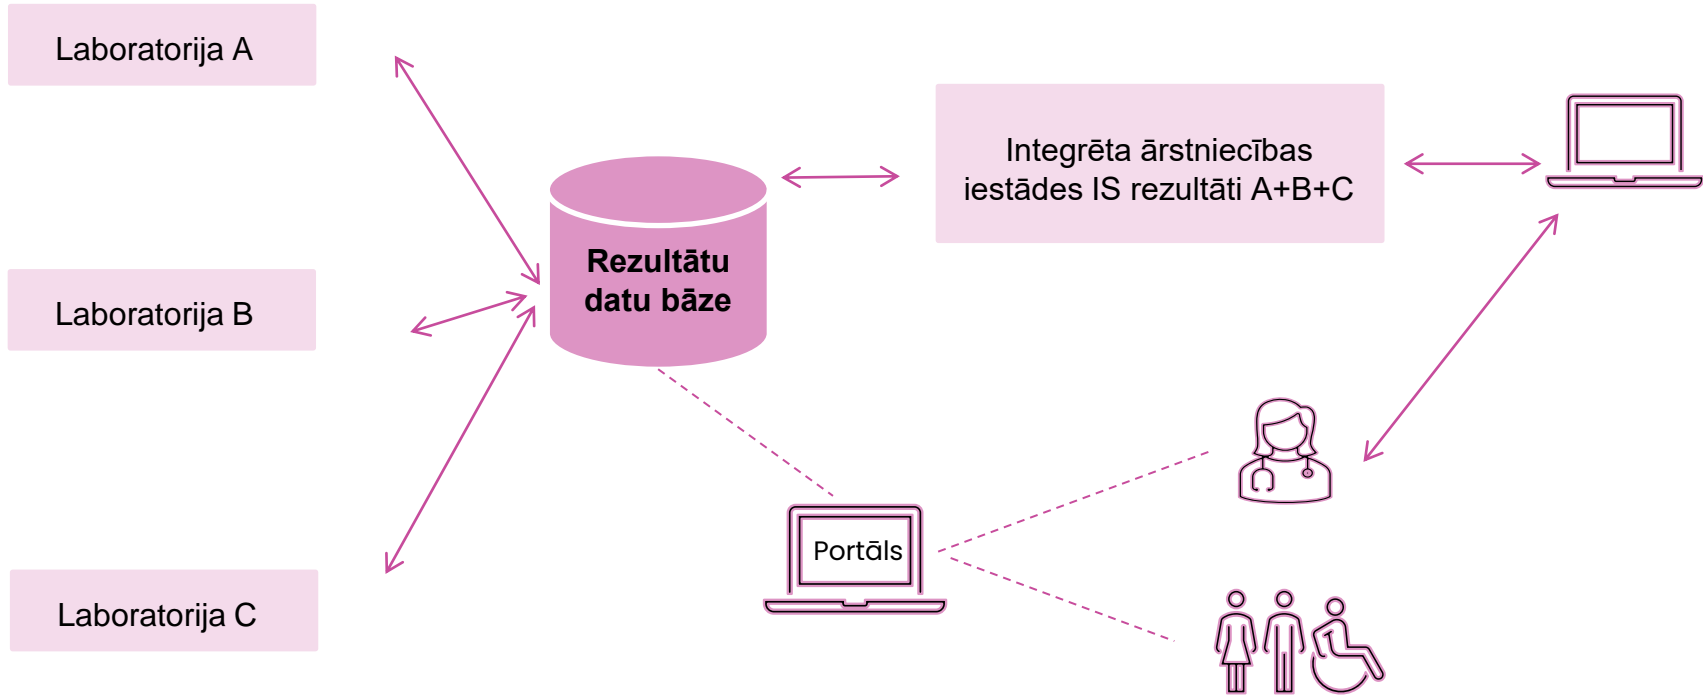 Laboratorija A
Integrēta ārstniecības
iestādes IS rezultāti A+B+C
Rezultātu
datu bāze
Laboratorija B
Portāls
Laboratorija C